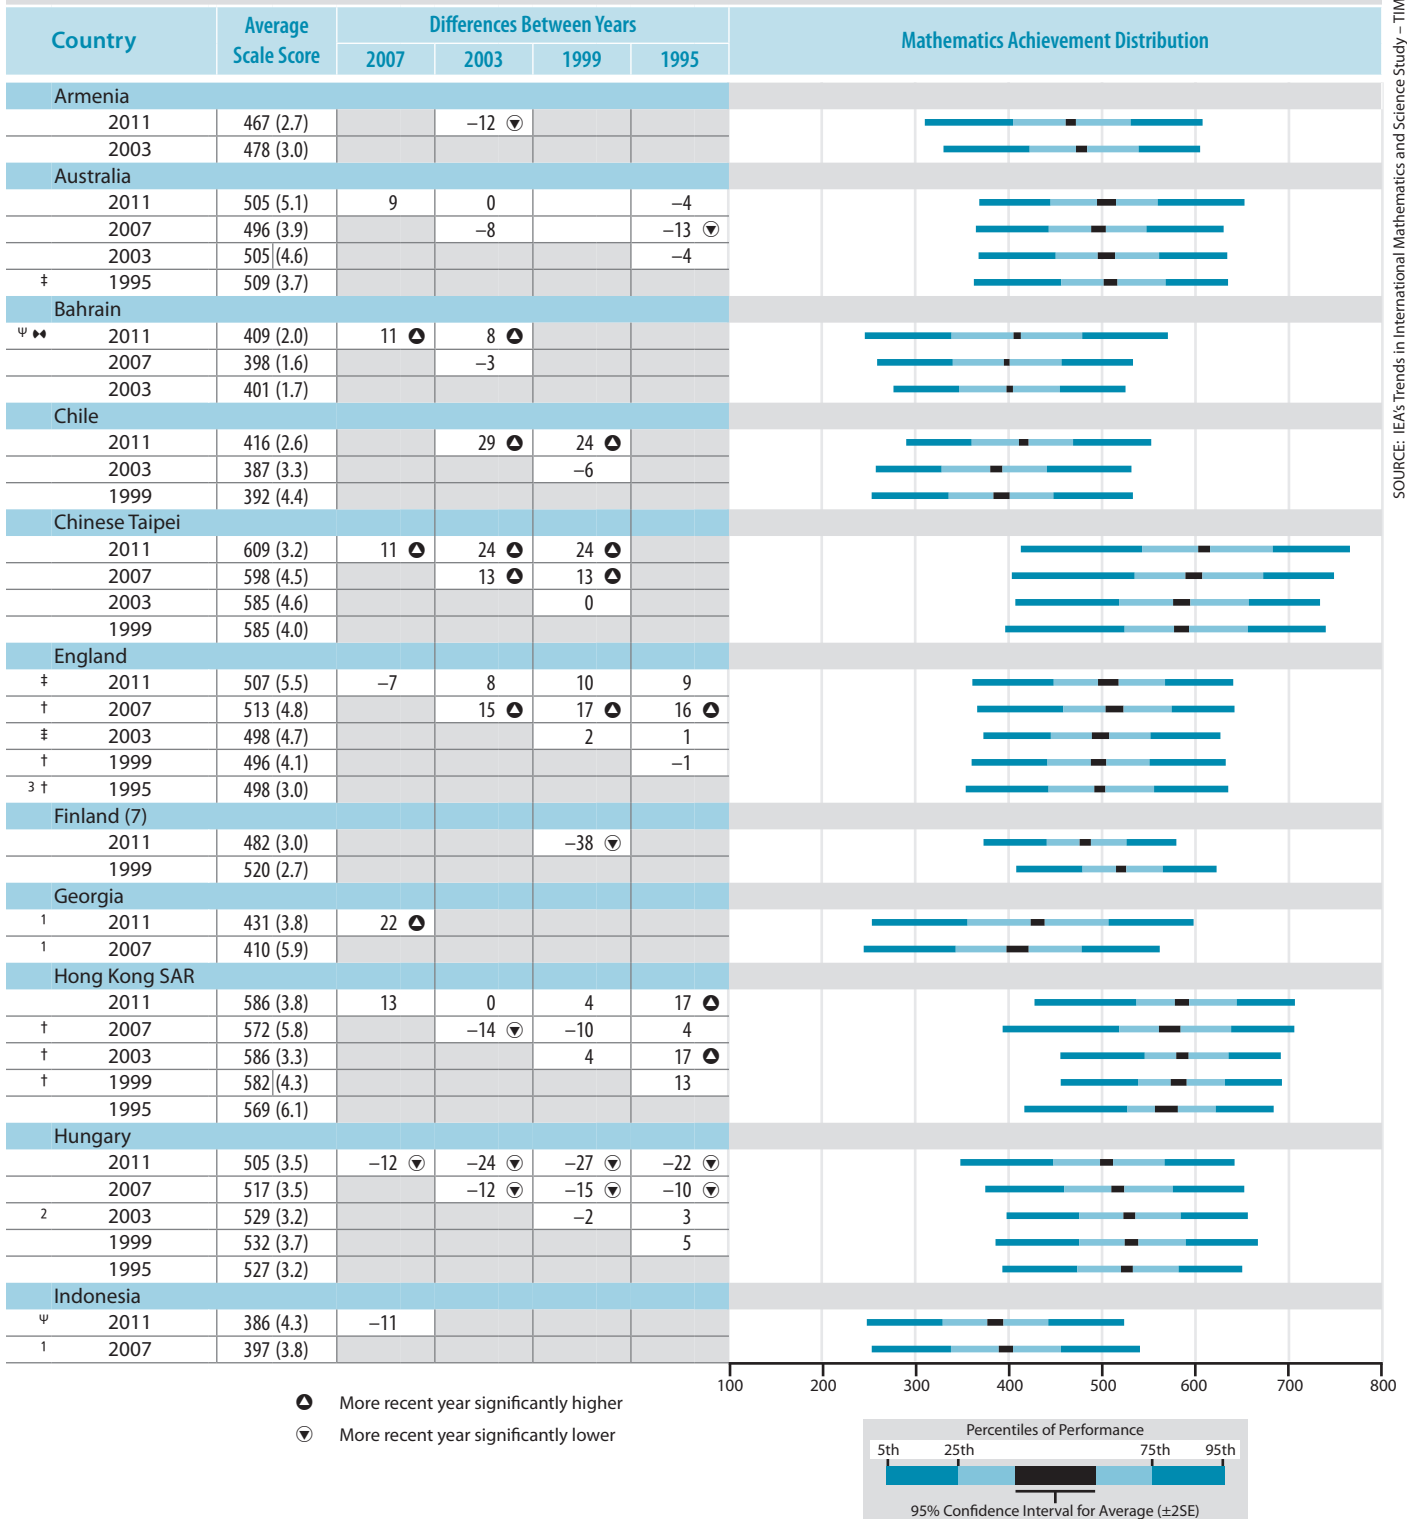 Country Average Scale Score Differences Between Years Mathematics Achievement Distribution
2007 2003 1999 1995
Armenia
2011 467 (2.7) –12 ▼
2003 478 (3.0)
Australia
2011 505 (5.1) 9 0 –4
2007 496 (3.9) –8 –13 ▼
2003 505 (4.6) –4
‡ 1995 509 (3.7)
Bahrain
Ψ ⧓ 2011 409 (2.0) 11 ▲ 8 ▲
2007 398 (1.6) –3
2003 401 (1.7)
Chile
2011 416 (2.6) 29 ▲ 24 ▲
2003 387 (3.3) –6
1999 392 (4.4)
Chinese Taipei
2011 609 (3.2) 11 ▲ 24 ▲ 24 ▲
2007 598 (4.5) 13 ▲ 13 ▲
2003 585 (4.6) 0
1999 585 (4.0)
England
‡ 2011 507 (5.5) –7 8 10 9
† 2007 513 (4.8) 15 ▲ 17 ▲ 16 ▲
‡ 2003 498 (4.7) 2 1
† 1999 496 (4.1) –1
3 † 1995 498 (3.0)
Finland (7)
2011 482 (3.0) –38 ▼
1999 520 (2.7)
Georgia
1 2011 431 (3.8) 22 ▲
1 2007 410 (5.9)
Hong Kong SAR
2011 586 (3.8) 13 0 4 17 ▲
† 2007 572 (5.8) –14 ▼ –10 4
† 2003 586 (3.3) 4 17 ▲
† 1999 582 (4.3) 13
1995 569 (6.1)
Hungary
2011 505 (3.5) –12 ▼ –24 ▼ –27 ▼ –22 ▼
2007 517 (3.5) –12 ▼ –15 ▼ –10 ▼
2 2003 529 (3.2) –2 3
1999 532 (3.7) 5
1995 527 (3.2)
Indonesia
Ψ 2011 386 (4.3) –11
1 2007 397 (3.8)
100 200 300 400 500 600 700 800
▲ More recent year significantly higher
▼ More recent year significantly lower
Percentiles of Performance
5th 25th 75th 95th
95% Confidence Interval for Average (±2SE)
SOURCE: IEA's Trends in International Mathematics and Science Study –